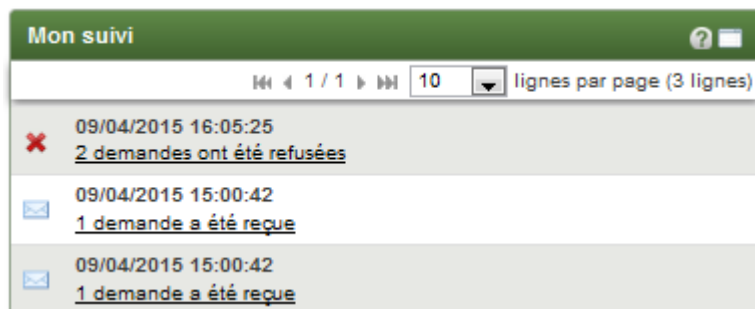 Mon suivi
1 / 1 10 lignes par page (3 lignes)
09/04/2015 16:05:25
2 demandes ont été refusées
09/04/2015 15:00:42
1 demande a été reçue
09/04/2015 15:00:42
1 demande a été reçue